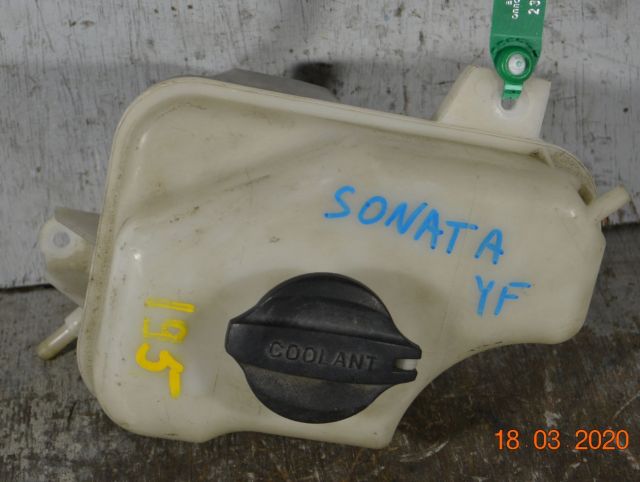 SONATA
YF
195
COOLANT
18 03 2020